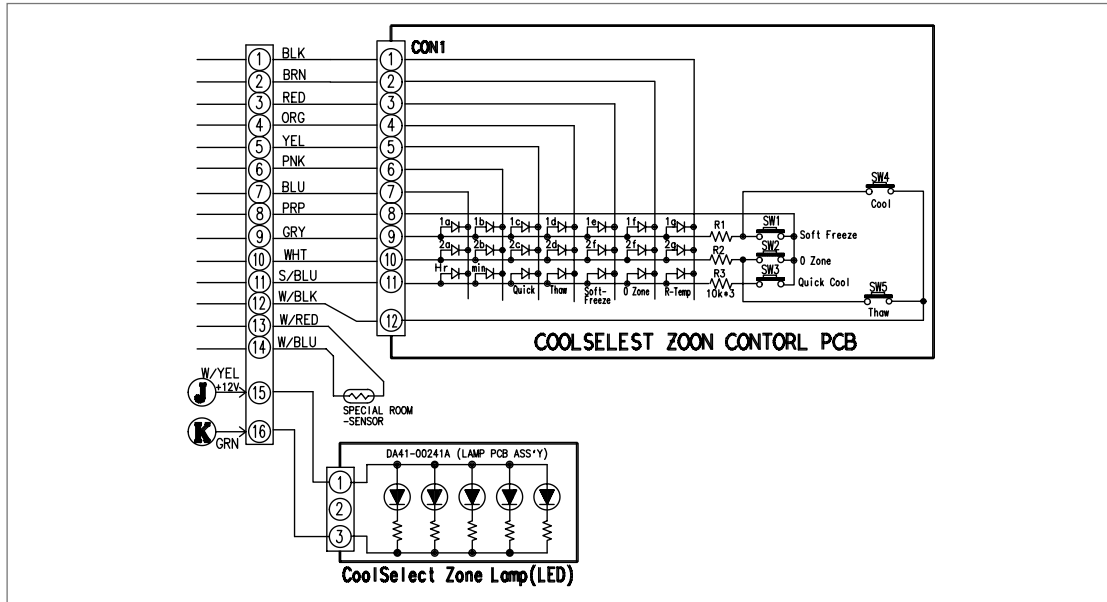 CON1
1 BLK 1
2 BRN 2
3 RED 3
4 ORG 4
5 YEL 5
6 PNK 6
7 BLU 7
8 PRP 8
9 GRY 9
10 WHT 10
11 S/BLU 11
12 W/BLK 12
13 W/RED
14 W/BLU
SW4
Cool
1a 1b 1c 1d 1e 1f 1g R1 SW1 Soft Freeze
2a 2b 2c 2d 2f 2f 2g R2 SW2 O Zone
Hr min R3 SW3 Quick Cool
Quick Thaw Soft-Freeze O Zone R-Temp 10k*3
SW5
Thaw
COOLSELEST ZOON CONTORL PCB
W/YEL
J +12V 15
K GRN 16
SPECIAL ROOM
-SENSOR
DA41-00241A (LAMP PCB ASS'Y)
1
2
3
CoolSelect Zone Lamp(LED)